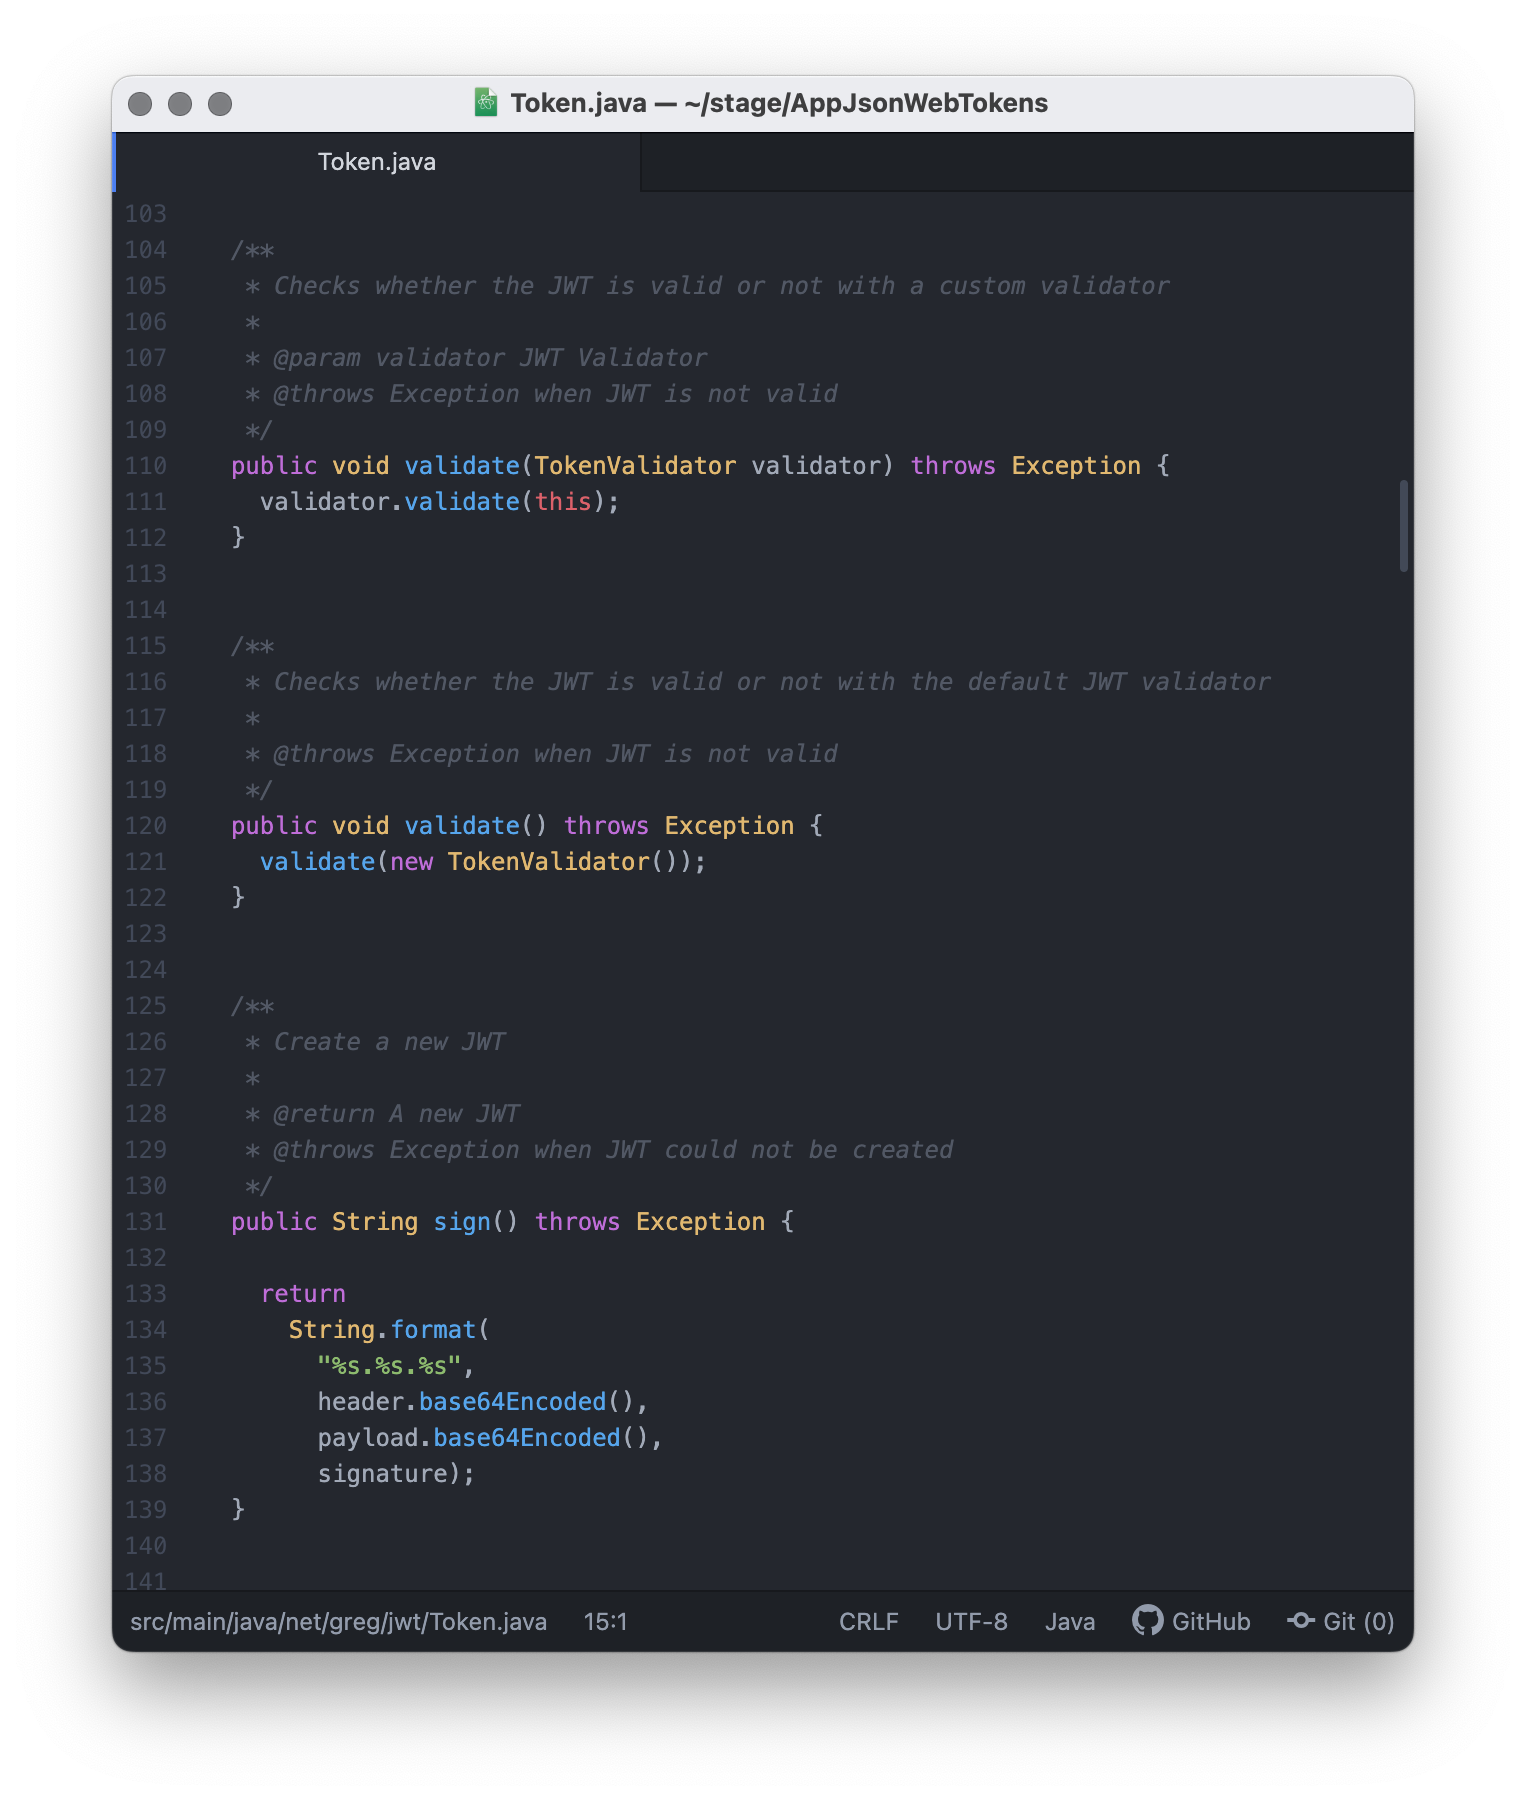 Token.java — ~/stage/AppJsonWebTokens
Token.java
103
104 /**
105 * Checks whether the JWT is valid or not with a custom validator
106 *
107 * @param validator JWT Validator
108 * @throws Exception when JWT is not valid
109 */
110 public void validate(TokenValidator validator) throws Exception {
111 validator.validate(this);
112 }
113
114
115 /**
116 * Checks whether the JWT is valid or not with the default JWT validator
117 *
118 * @throws Exception when JWT is not valid
119 */
120 public void validate() throws Exception {
121 validate(new TokenValidator());
122 }
123
124
125 /**
126 * Create a new JWT
127 *
128 * @return A new JWT
129 * @throws Exception when JWT could not be created
130 */
131 public String sign() throws Exception {
132
133 return
134 String.format(
135 "%s.%s.%s",
136 header.base64Encoded(),
137 payload.base64Encoded(),
138 signature);
139 }
140
141
src/main/java/net/greg/jwt/Token.java 15:1 CRLF UTF-8 Java GitHub Git (0)